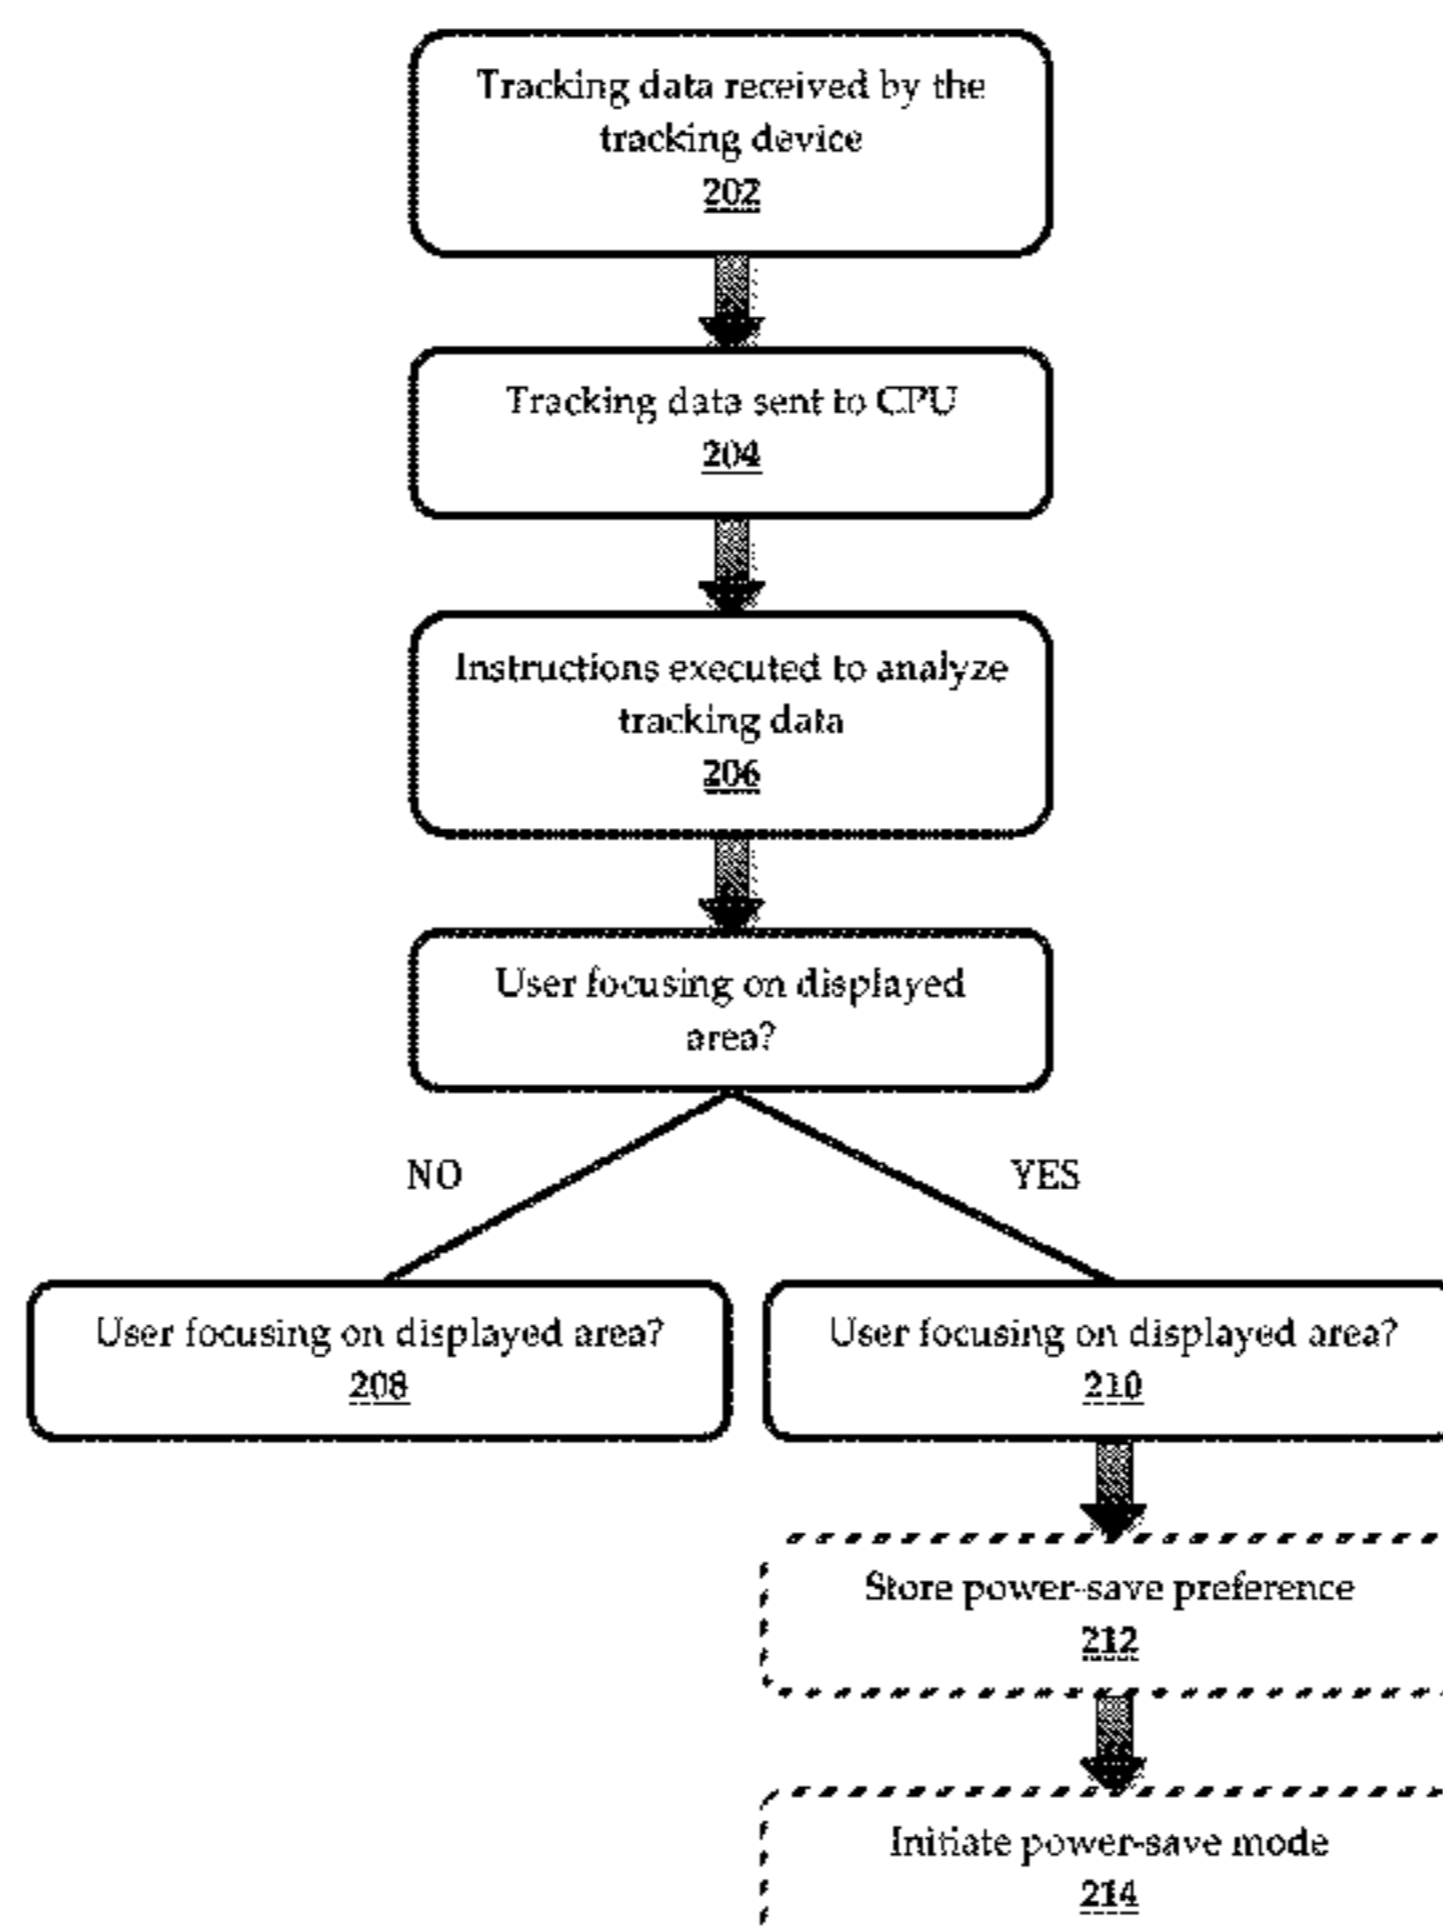 Tracking data received by the
tracking device
202
Tracking data sent to CPU
204
Instructions executed to analyze
tracking data
206
User focusing on displayed
area?
NO
YES
User focusing on displayed area?
208
User focusing on displayed area?
210
Store power-save preference
212
Initiate power-save mode
214